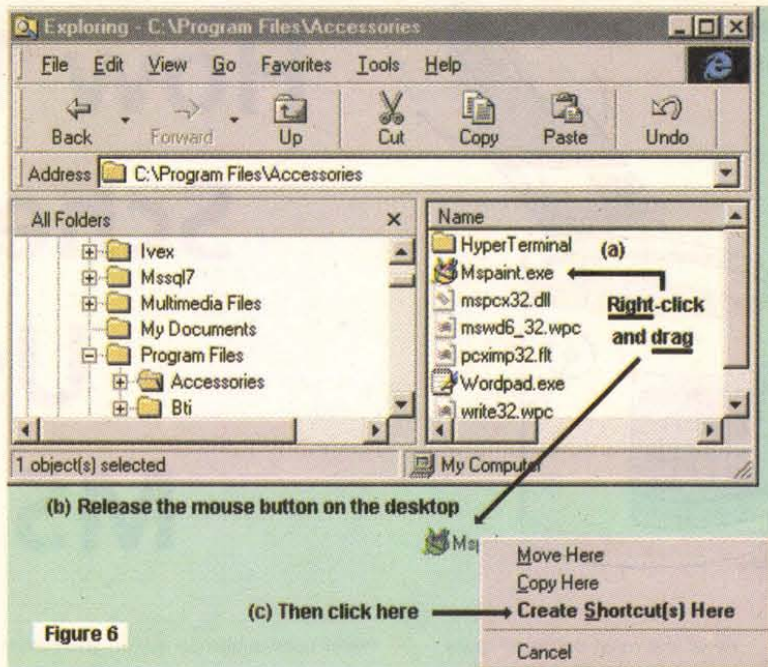 Exploring - C:\Program Files\Accessories
File Edit View Go Favorites Tools Help
Back Forward Up Cut Copy Paste Undo
Address C:\Program Files\Accessories
All Folders
Ivex
Mssql7
Multimedia Files
My Documents
Program Files
Accessories
Bti
Name
HyperTerminal
Mspaint.exe
mspcx32.dll
mswd6_32.wpc
pcximp32.flt
Wordpad.exe
write32.wpc
(a)
Right-click
and drag
1 object(s) selected
My Computer
(b) Release the mouse button on the desktop
Move Here
Copy Here
(c) Then click here
Create Shortcut(s) Here
Cancel
Figure 6